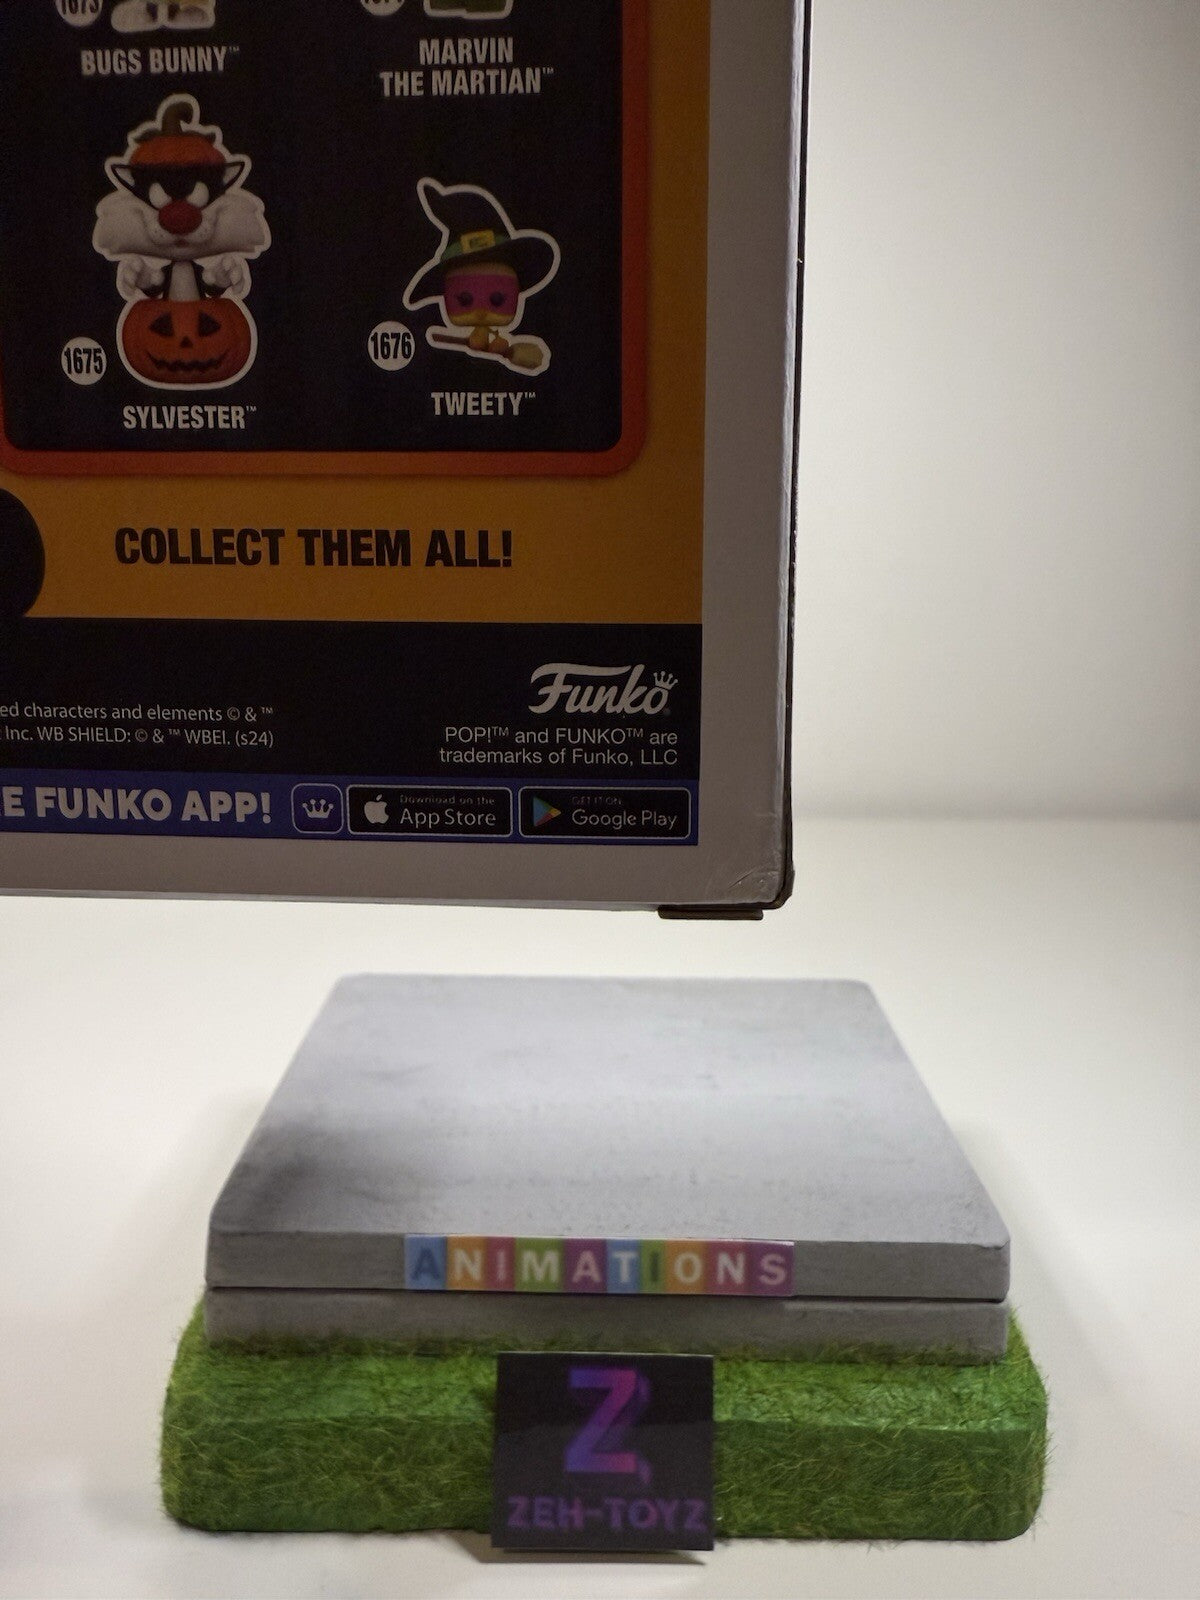 1673
BUGS BUNNY™
MARVIN
THE MARTIAN™
1675
SYLVESTER™
1676
TWEETY™
COLLECT THEM ALL!
Funko
ed characters and elements © & ™
Inc. WB SHIELD: © & ™ WBEI. (s24)
POP!™ and FUNKO™ are
trademarks of Funko, LLC
E FUNKO APP!
Download on the
App Store
GET IT ON
Google Play
ANIMATIONS
Z
ZEH-TOYZ